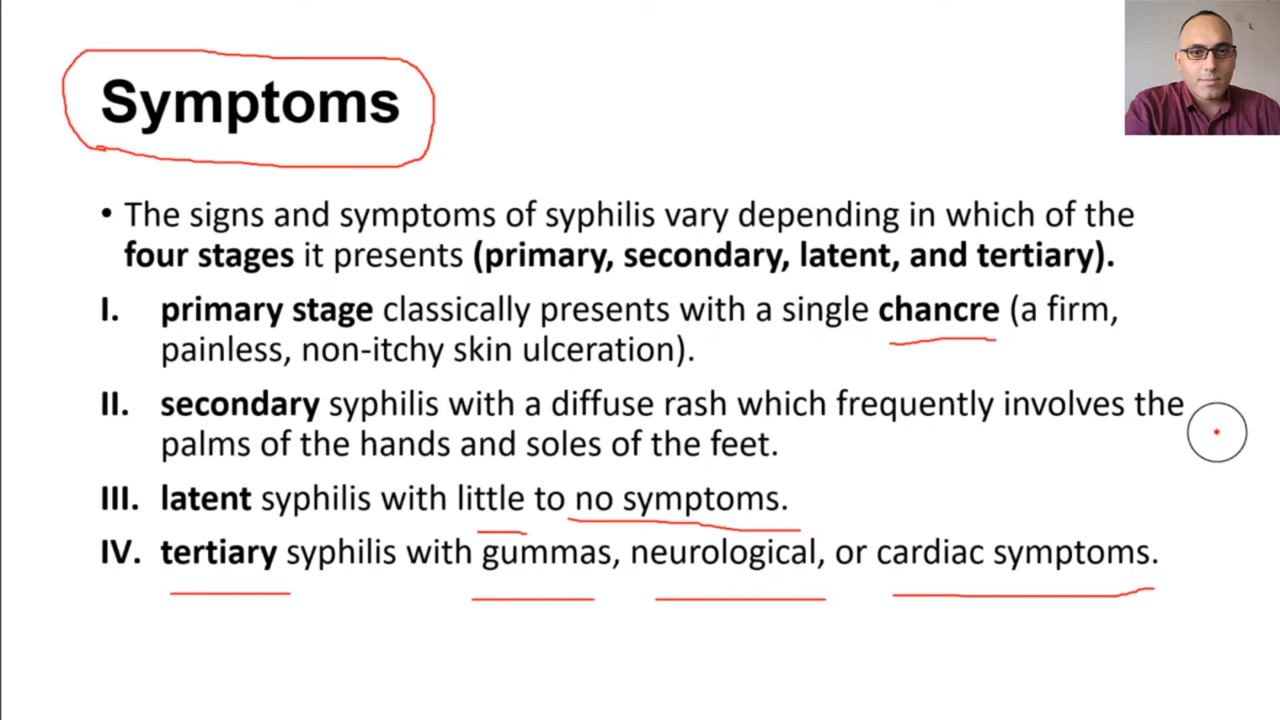 Symptoms
• The signs and symptoms of syphilis vary depending in which of the
four stages it presents (primary, secondary, latent, and tertiary).
I. primary stage classically presents with a single chancre (a firm,
painless, non-itchy skin ulceration).
II. secondary syphilis with a diffuse rash which frequently involves the
palms of the hands and soles of the feet.
III. latent syphilis with little to no symptoms.
IV. tertiary syphilis with gummas, neurological, or cardiac symptoms.